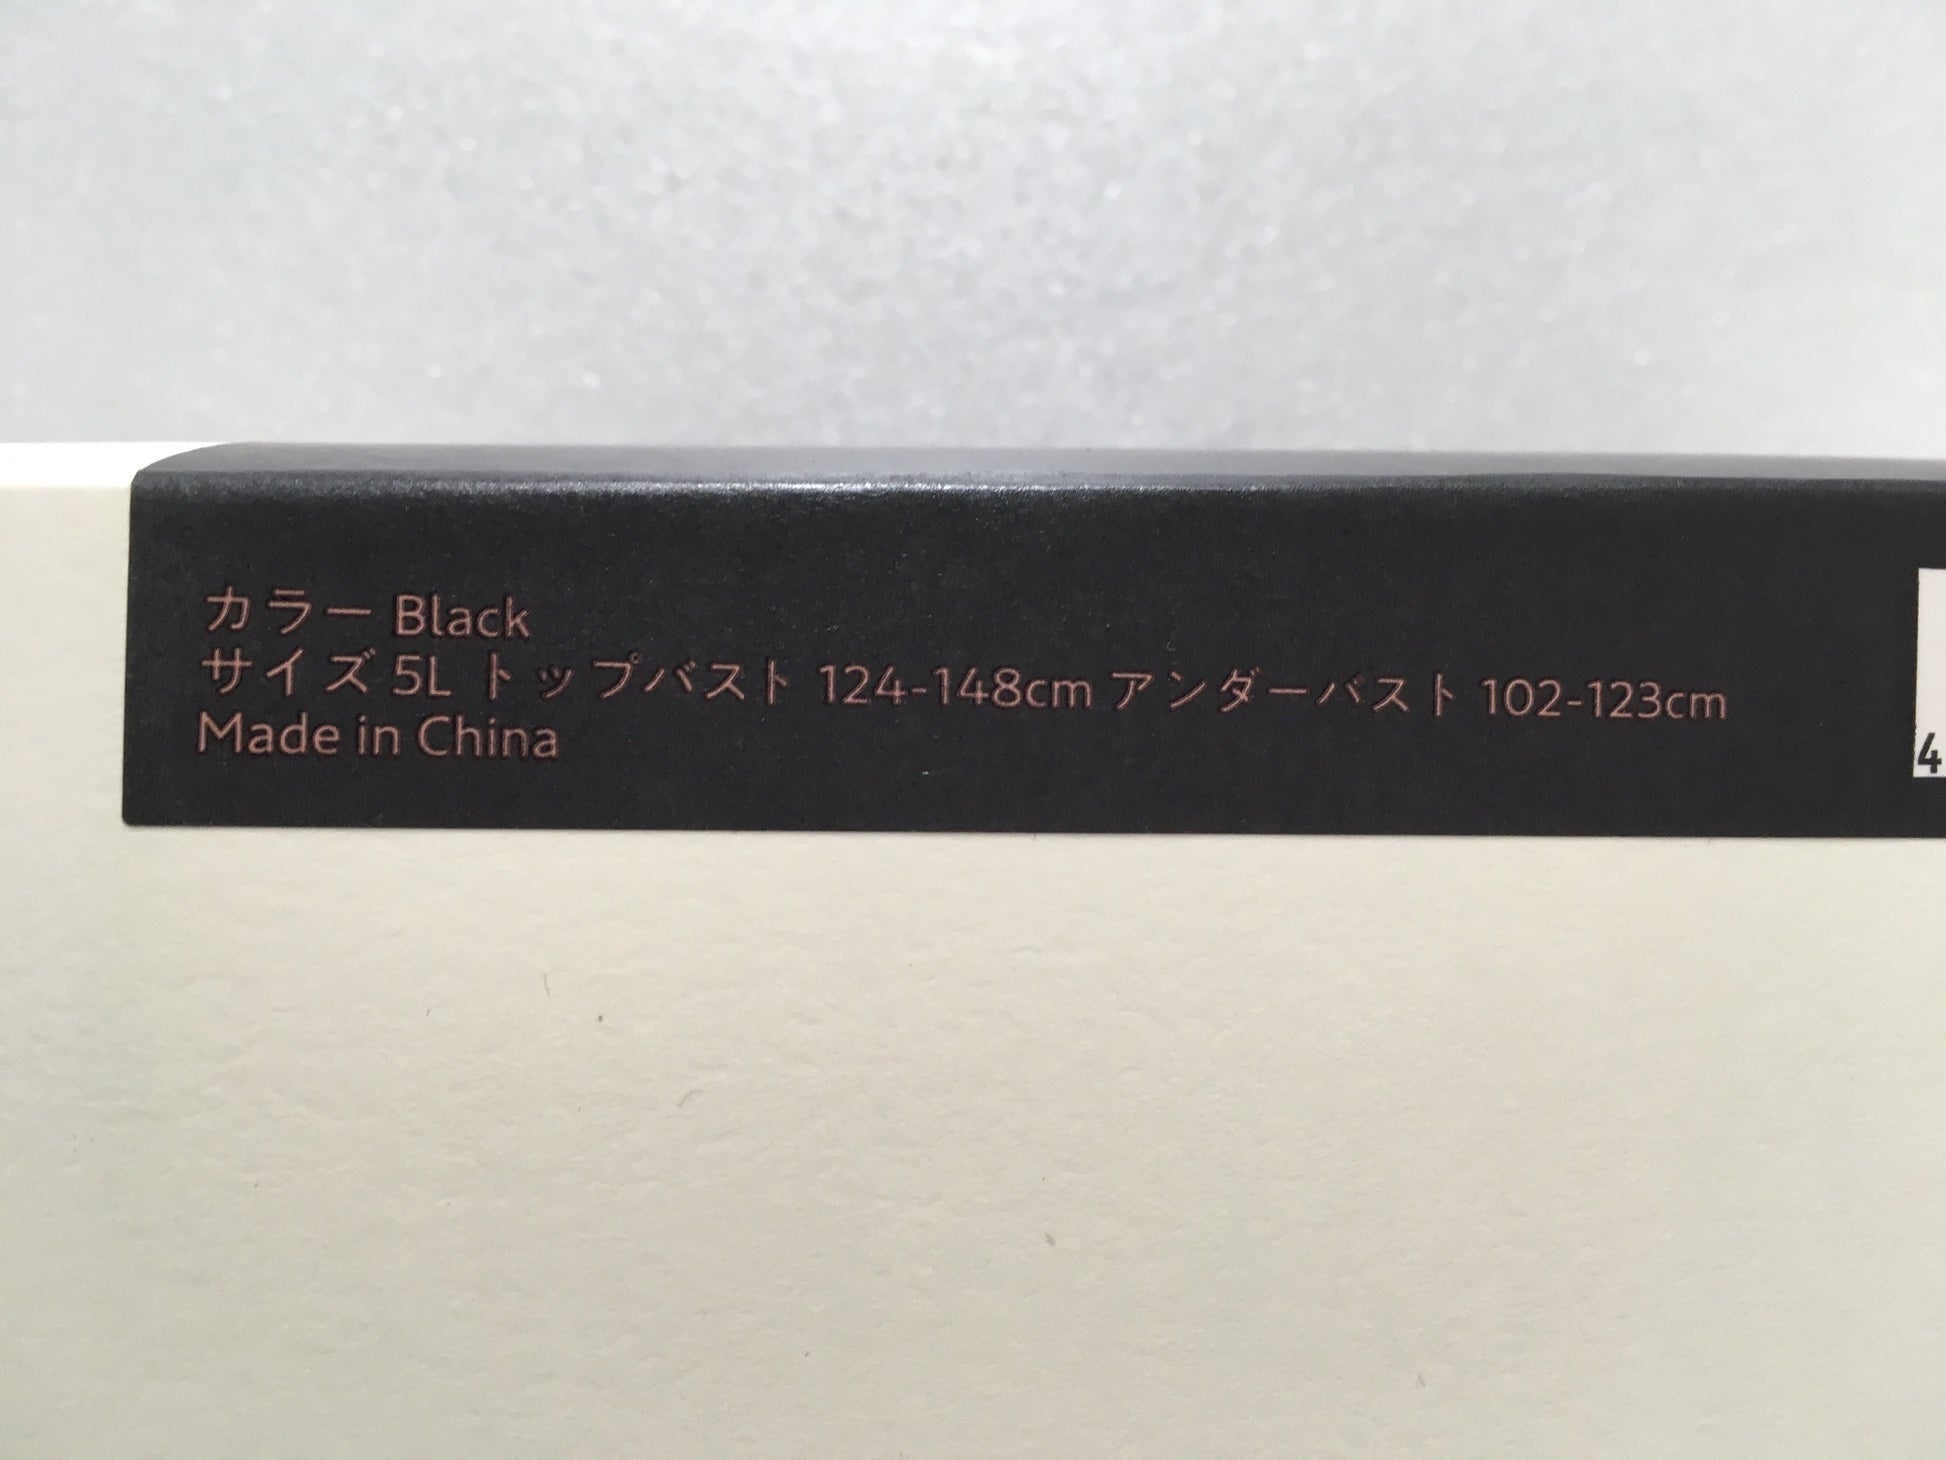 カラー Black
サイズ 5L トップバスト 124-148cm アンダーバスト 102-123cm
Made in China
4